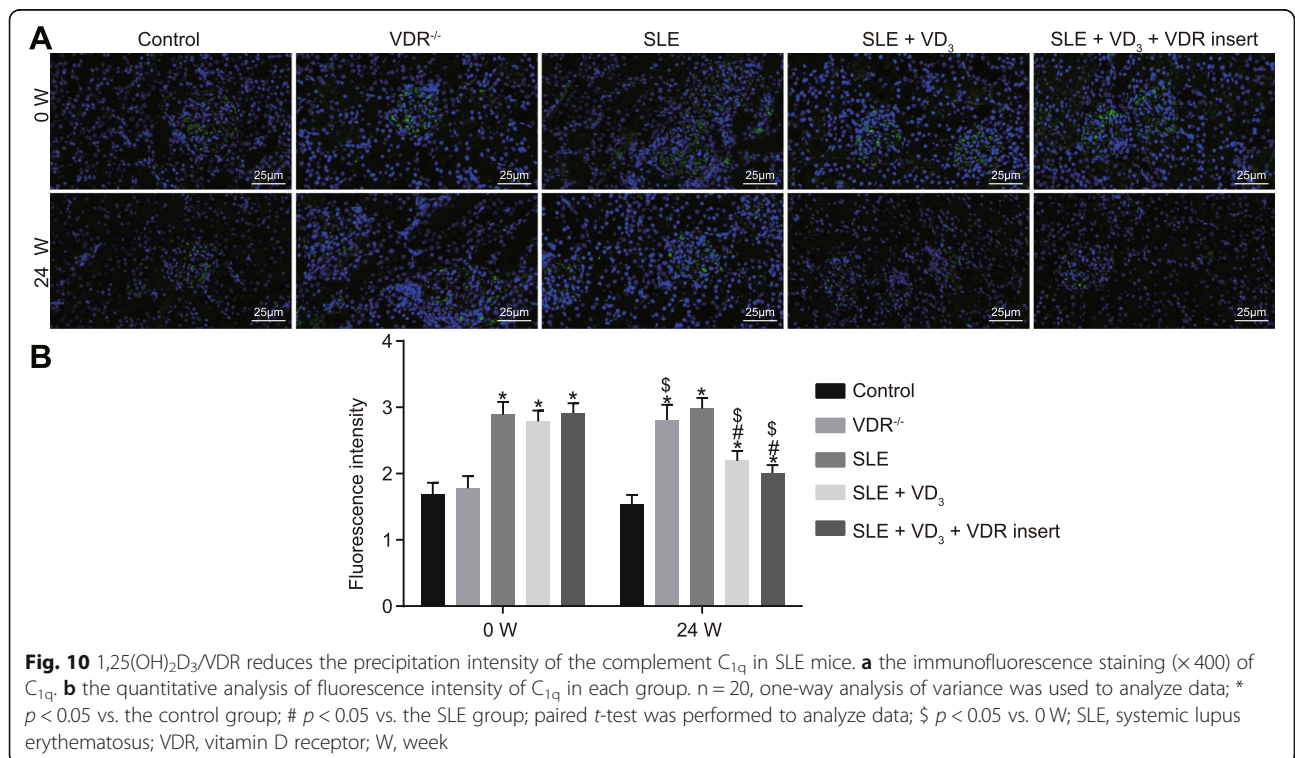 A
Control VDR-/- SLE SLE + VD3 SLE + VD3 + VDR insert
0 W
25μm 25μm 25μm 25μm 25μm
24 W
25μm 25μm 25μm 25μm 25μm
B
Fluorescence intensity
4
3
2
1
0
* * *
$ * * $ # * $ # *
0 W 24 W
Control
VDR-/-
SLE
SLE + VD3
SLE + VD3 + VDR insert
Fig. 10 1,25(OH)2D3/VDR reduces the precipitation intensity of the complement C1q in SLE mice. a the immunofluorescence staining (× 400) of
C1q. b the quantitative analysis of fluorescence intensity of C1q in each group. n = 20, one-way analysis of variance was used to analyze data; *
p < 0.05 vs. the control group; # p < 0.05 vs. the SLE group; paired t-test was performed to analyze data; $ p < 0.05 vs. 0 W; SLE, systemic lupus
erythematosus; VDR, vitamin D receptor; W, week